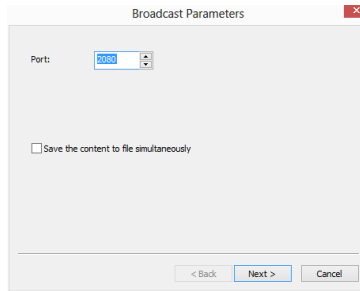 Broadcast Parameters
Port: 2080
Save the content to file simultaneously
< Back Next > Cancel